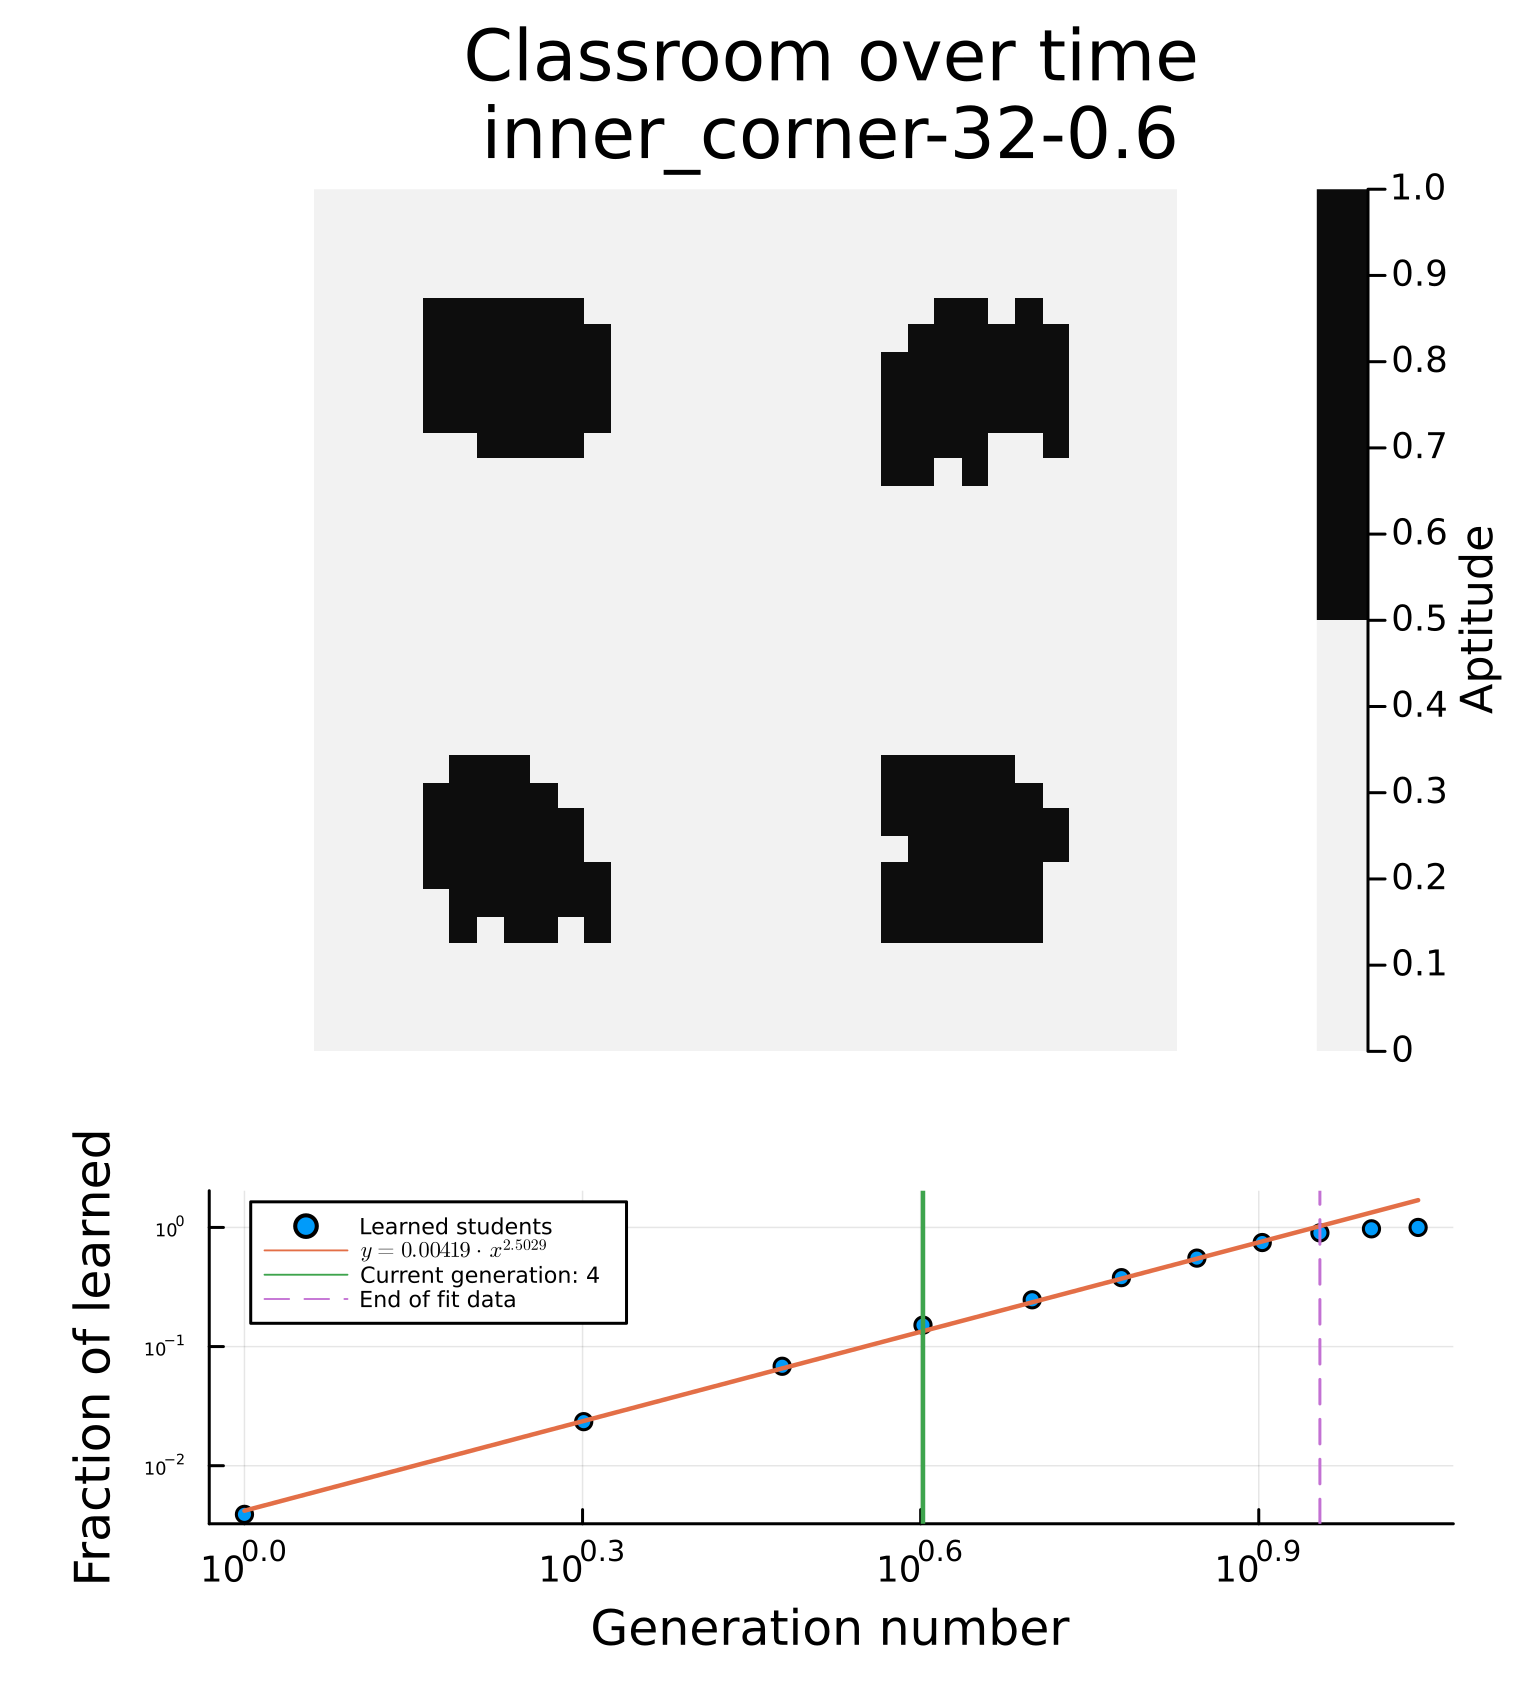 Classroom over time
inner_corner-32-0.6
1.0
0.9
0.8
0.7
0.6
0.5
0.4
0.3
0.2
0.1
0
Aptitude
Fraction of learned
10⁰
10⁻¹
10⁻²
Learned students
y = 0.00419 · x^2.5029
Current generation: 4
End of fit data
10^0.0 10^0.3 10^0.6 10^0.9
Generation number